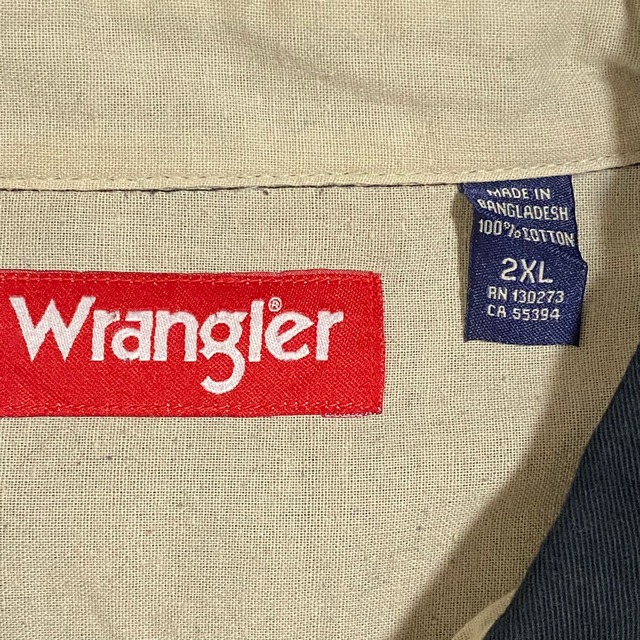 Wrangler®
MADE IN
BANGLADESH
100% COTTON
2XL
RN 130273
CA 55394